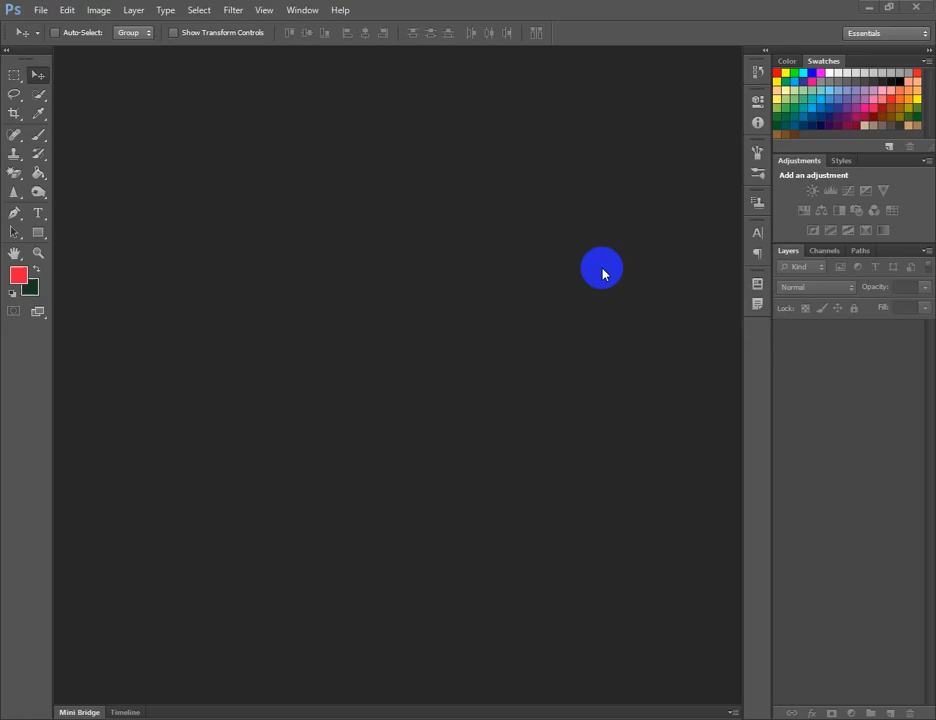 Ps File Edit Image Layer Type Select Filter View Window Help
Auto-Select: Group Show Transform Controls Essentials
Color Swatches
Adjustments Styles
Add an adjustment
Layers Channels Paths
Kind
Normal Opacity:
Lock: Fill:
Mini Bridge Timeline